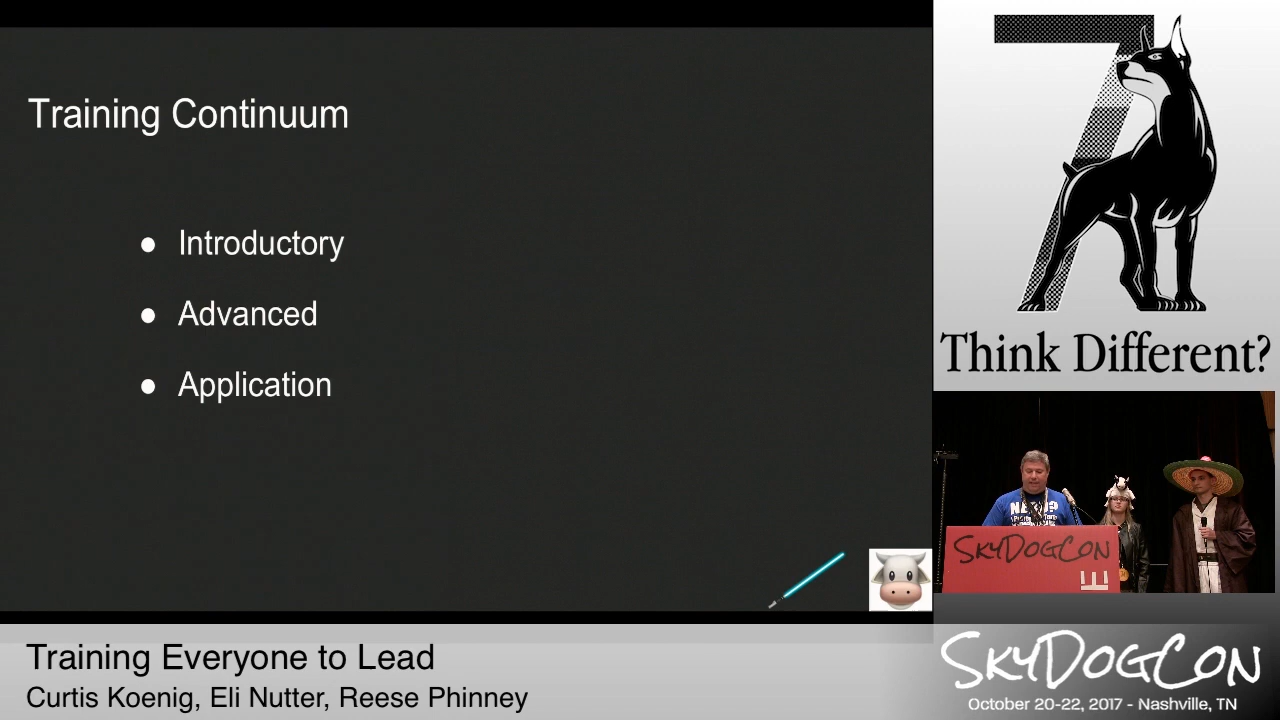 Training Continuum
● Introductory
● Advanced
● Application
7
Think Different?
SKYDOGCON
Training Everyone to Lead
Curtis Koenig, Eli Nutter, Reese Phinney
SKYDOGCON
October 20-22, 2017 - Nashville, TN